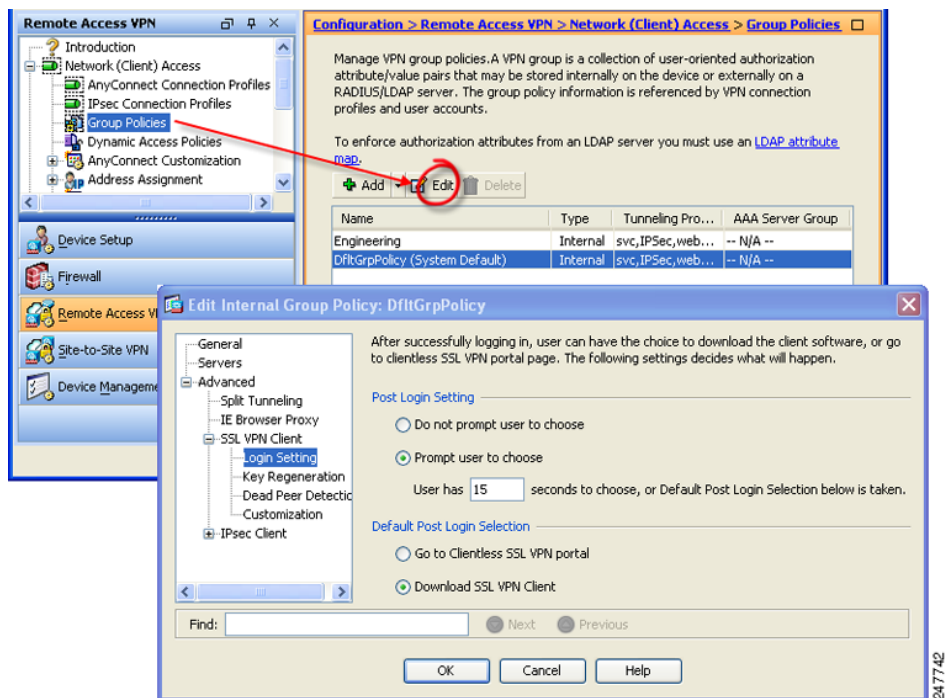 Remote Access VPN
Introduction
Network (Client) Access
AnyConnect Connection Profiles
IPsec Connection Profiles
Group Policies
Dynamic Access Policies
AnyConnect Customization
Address Assignment
Device Setup
Firewall
Remote Access VP
Site-to-Site VPN
Device Manageme
Configuration > Remote Access VPN > Network (Client) Access > Group Policies
Manage VPN group policies.A VPN group is a collection of user-oriented authorization
attribute/value pairs that may be stored internally on the device or externally on a
RADIUS/LDAP server. The group policy information is referenced by VPN connection
profiles and user accounts.
To enforce authorization attributes from an LDAP server you must use an LDAP attribute
map.
Add Edit Delete
Name Type Tunneling Pro... AAA Server Group
Engineering Internal svc,IPSec,web... -- N/A --
DfltGrpPolicy (System Default) Internal svc,IPSec,web... -- N/A --
Edit Internal Group Policy: DfltGrpPolicy
General
Servers
Advanced
Split Tunneling
IE Browser Proxy
SSL VPN Client
Login Setting
Key Regeneration
Dead Peer Detectio
Customization
IPsec Client
After successfully logging in, user can have the choice to download the client software, or go
to clientless SSL VPN portal page. The following settings decides what will happen.
Post Login Setting
Do not prompt user to choose
Prompt user to choose
User has 15 seconds to choose, or Default Post Login Selection below is taken.
Default Post Login Selection
Go to Clientless SSL VPN portal
Download SSL VPN Client
Find: Next Previous
OK Cancel Help
247742